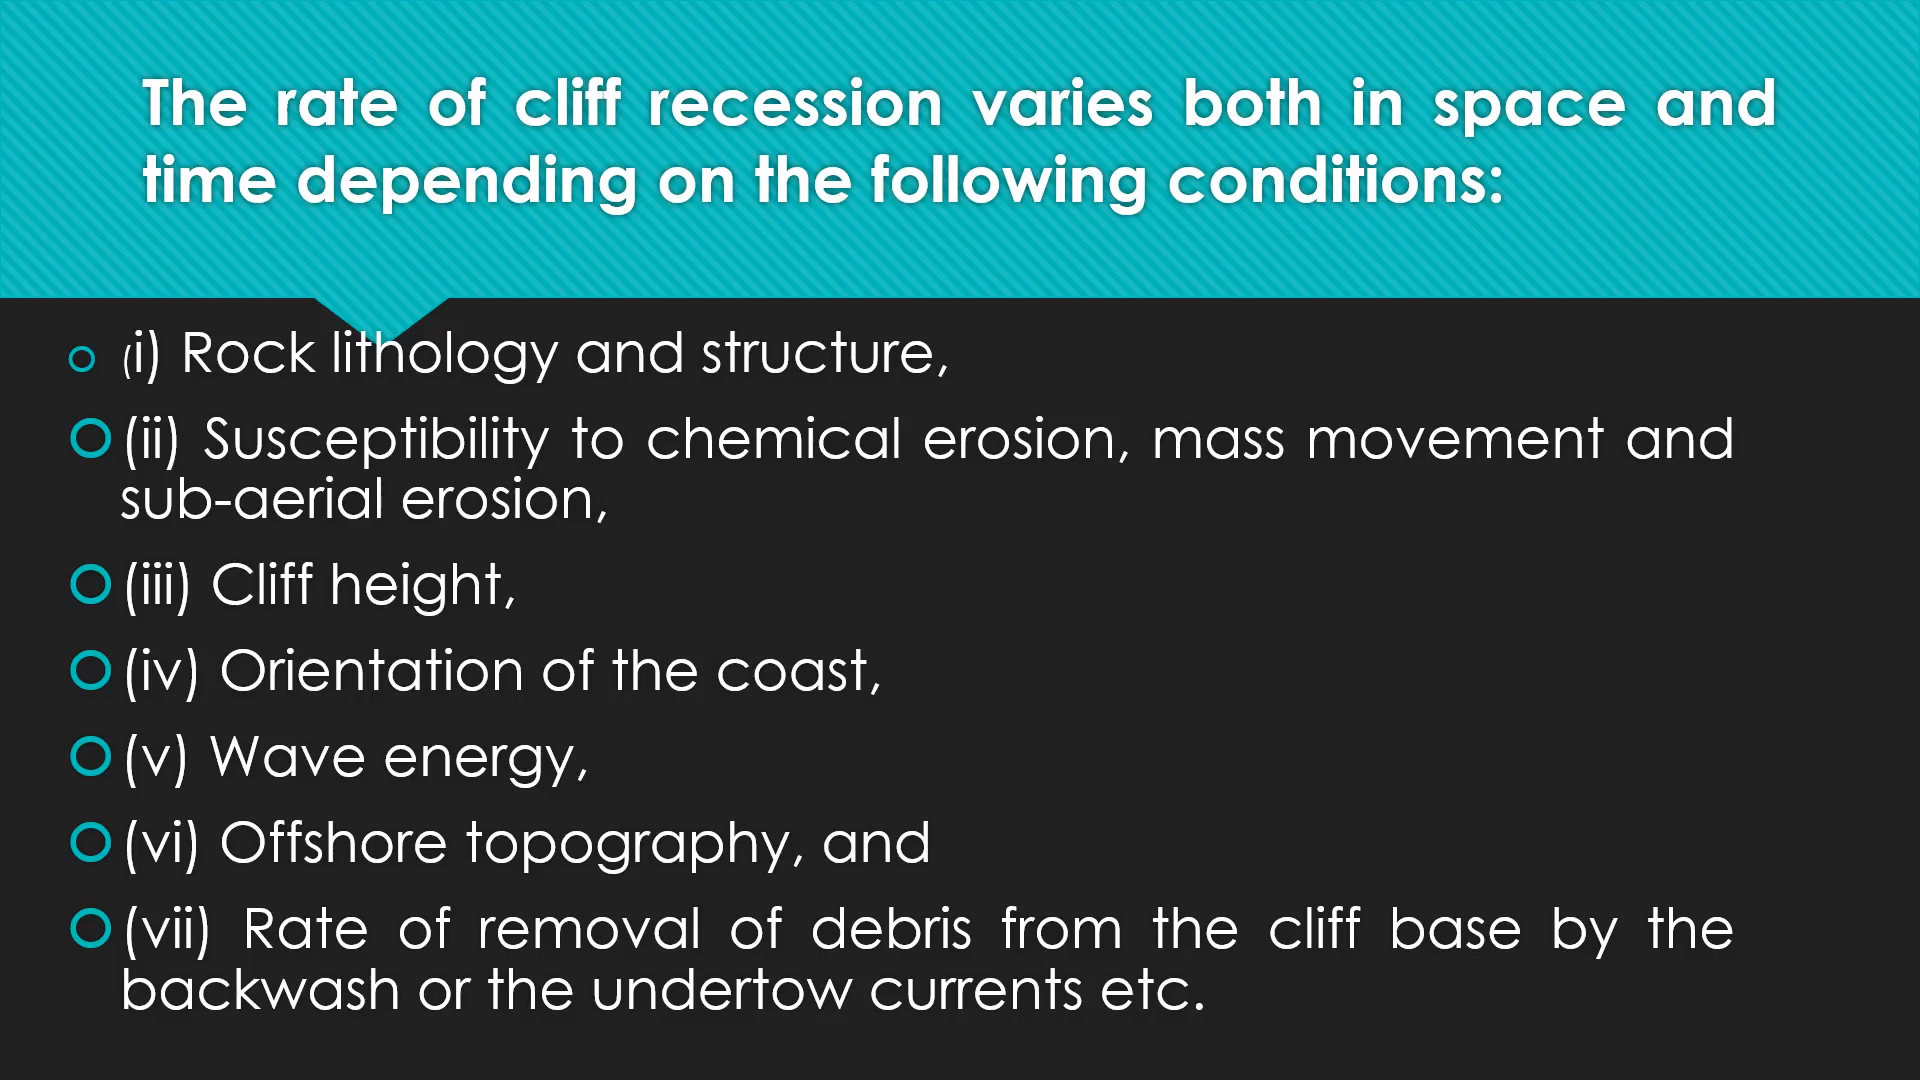 The rate of cliff recession varies both in space and
time depending on the following conditions:
(i) Rock lithology and structure,
(ii) Susceptibility to chemical erosion, mass movement and
sub-aerial erosion,
(iii) Cliff height,
(iv) Orientation of the coast,
(v) Wave energy,
(vi) Offshore topography, and
(vii) Rate of removal of debris from the cliff base by the
backwash or the undertow currents etc.